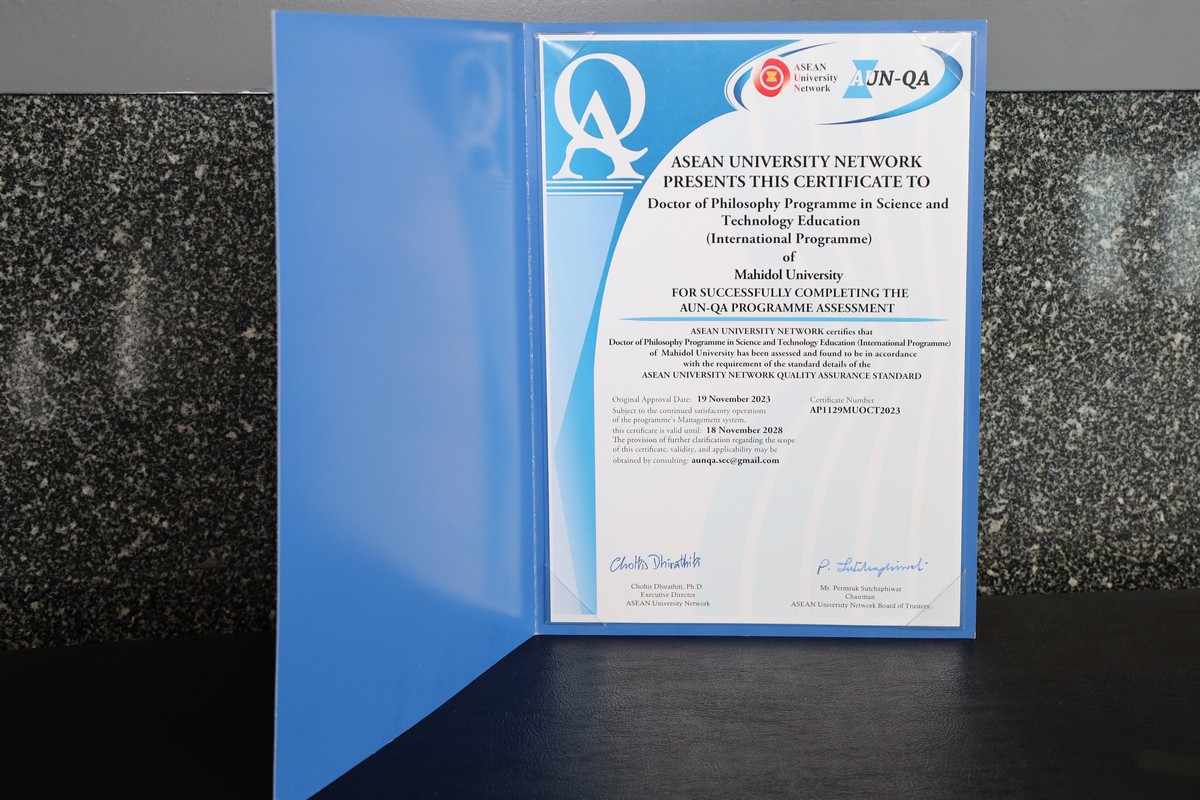 QA
ASEAN
University
Network
AUN-QA
ASEAN UNIVERSITY NETWORK
PRESENTS THIS CERTIFICATE TO
Doctor of Philosophy Programme in Science and
Technology Education
(International Programme)
of
Mahidol University
FOR SUCCESSFULLY COMPLETING THE
AUN-QA PROGRAMME ASSESSMENT
ASEAN UNIVERSITY NETWORK certifies that
Doctor of Philosophy Programme in Science and Technology Education (International Programme)
of Mahidol University has been assessed and found to be in accordance
with the requirement of the standard details of the
ASEAN UNIVERSITY NETWORK QUALITY ASSURANCE STANDARD
Original Approval Date: 19 November 2023
Subject to the continued satisfactory operations
of the programme's Management system,
this certificate is valid until: 18 November 2028
The provision of further clarification regarding the scope
of this certificate, validity, and applicability may be
obtained by consulting: aunqa.sec@gmail.com
Certificate Number
AP1129MUOCT2023
Choltis Dhirathiti
Choltis Dhirathiti, Ph.D.
Executive Director
ASEAN University Network
P. Sutchaphiwat
Mr. Permsuk Sutchaphiwat
Chairman
ASEAN University Network Board of Trustees